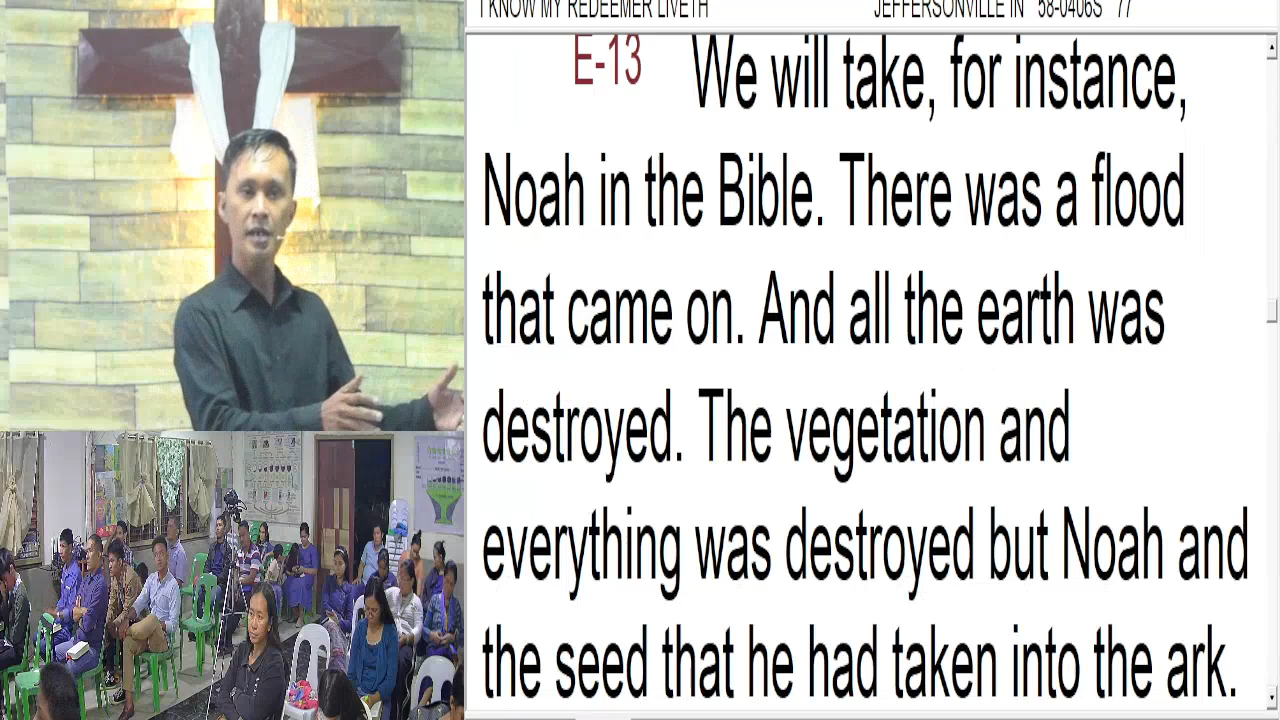 I KNOW MY REDEEMER LIVETH JEFFERSONVILLE IN 58-0406S 77
E-13 We will take, for instance,
Noah in the Bible. There was a flood
that came on. And all the earth was
destroyed. The vegetation and
everything was destroyed but Noah and
the seed that he had taken into the ark.